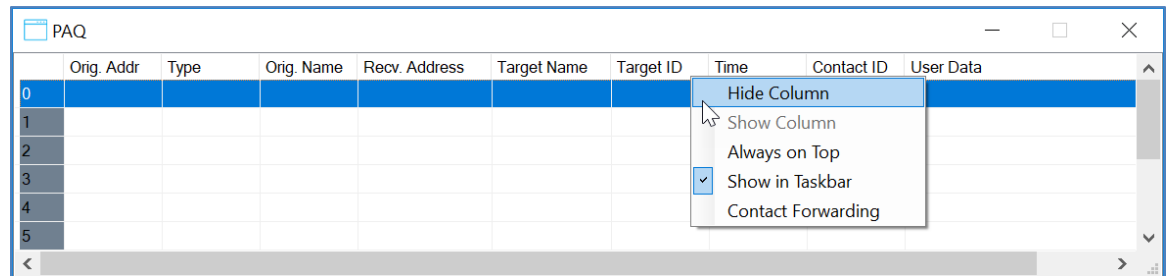 PAQ
Orig. Addr Type Orig. Name Recv. Address Target Name Target ID Time Contact ID User Data
0
Hide Column
1
Show Column
2
Always on Top
3
Show in Taskbar
4
Contact Forwarding
5